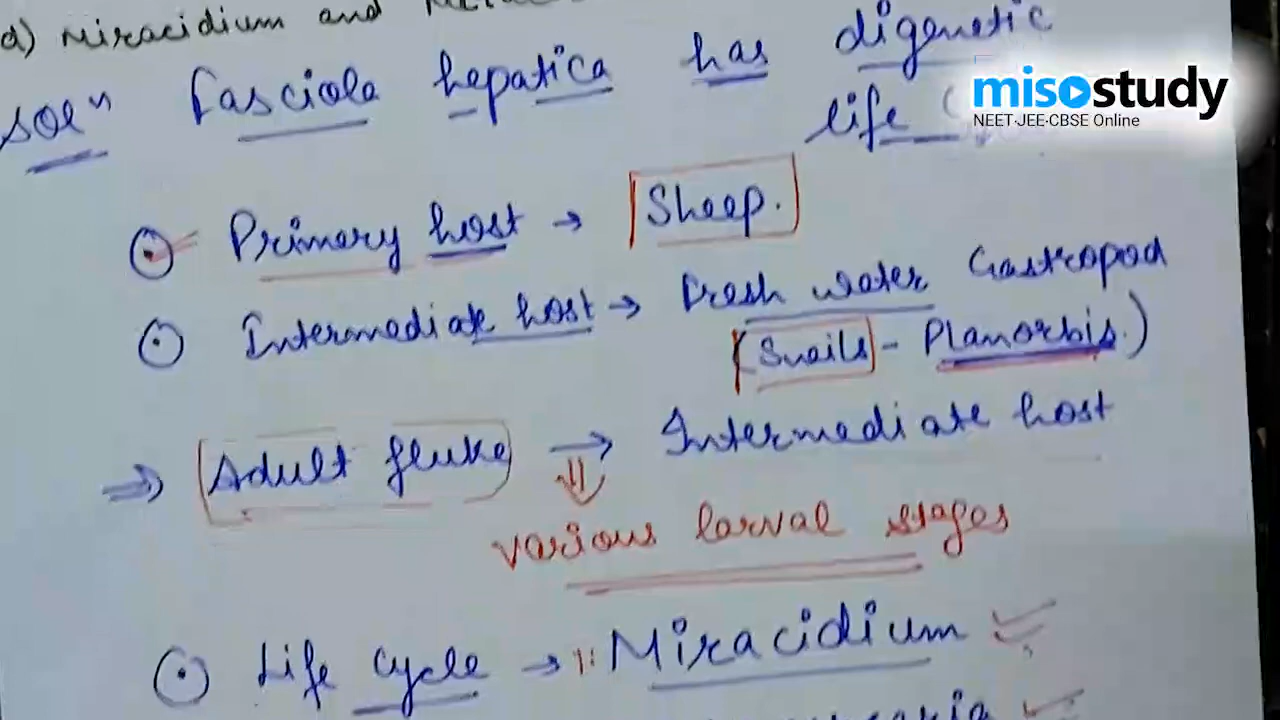 d) Miracidium and
Solⁿ Fasciola hepatica has digenetic
life
misostudy
NEET·JEE·CBSE Online
Primary host → Sheep.
Intermediate host → Fresh water Gastropod
(Snails - Planorbis.)
⇒ Adult fluke → Intermediate host
⇓
various larval stages
Life cycle → Miracidium